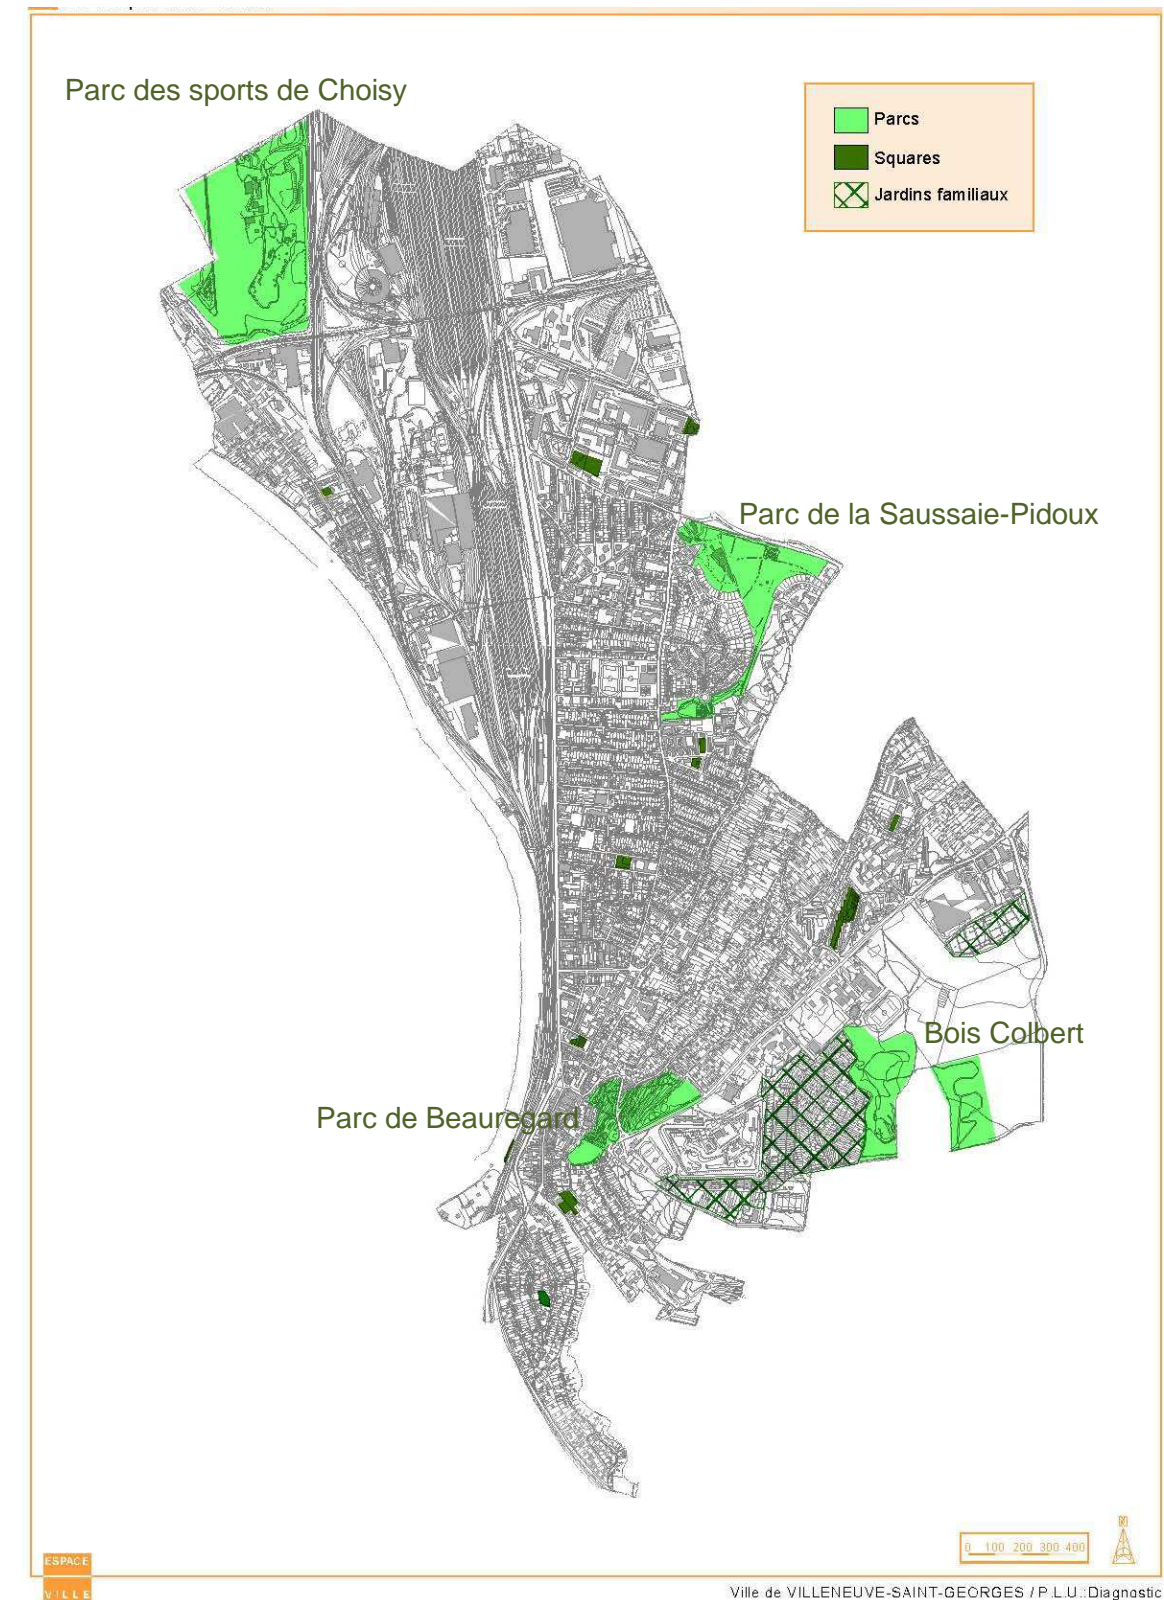 Parc des sports de Choisy
Parcs
Squares
Jardins familiaux
Parc de la Saussaie-Pidoux
Bois Colbert
Parc de Beauregard
N
0 100 200 300 400
ESPACE
VILLE
Ville de VILLENEUVE-SAINT-GEORGES / P.L.U.:Diagnostic